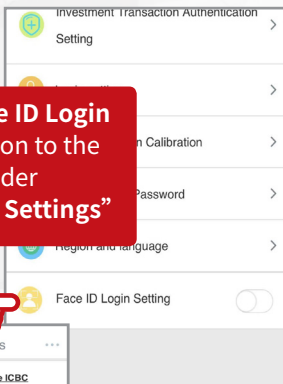 Investment Transaction Authentication
Setting
e ID Login
on to the
n Calibration
der
Password
Settings”
Region and language
Face ID Login Setting
s ...
e ICBC